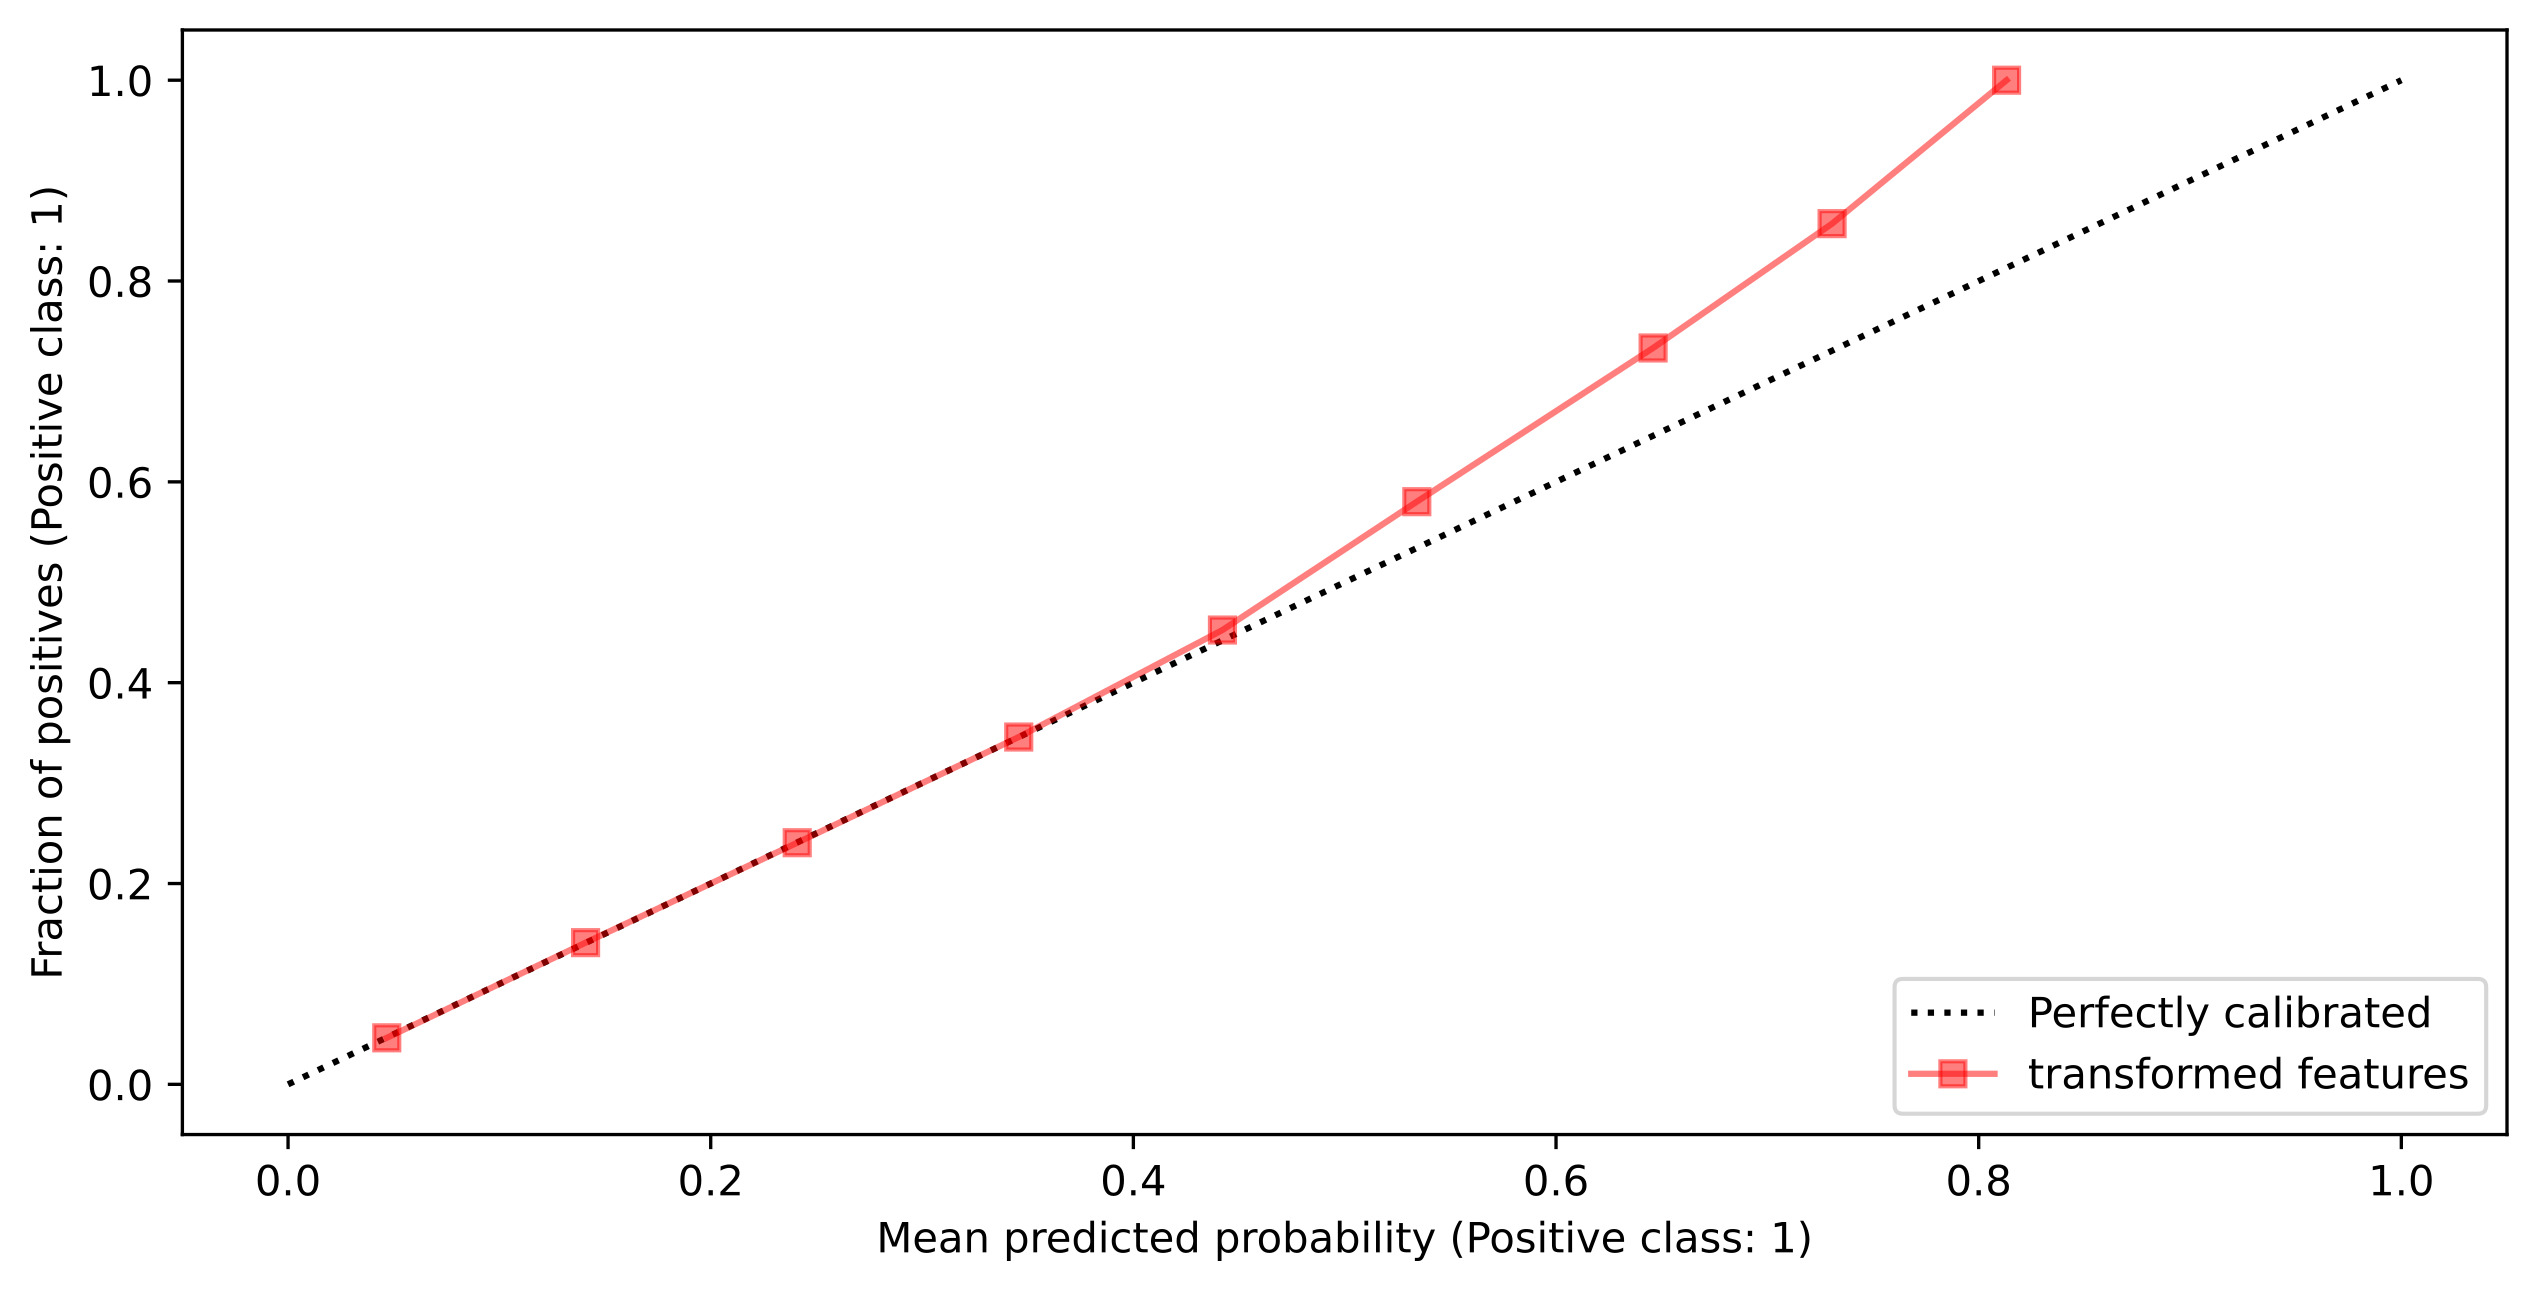 Fraction of positives (Positive class: 1)
1.0
0.8
0.6
0.4
0.2
0.0
0.0 0.2 0.4 0.6 0.8 1.0
Mean predicted probability (Positive class: 1)
Perfectly calibrated
transformed features